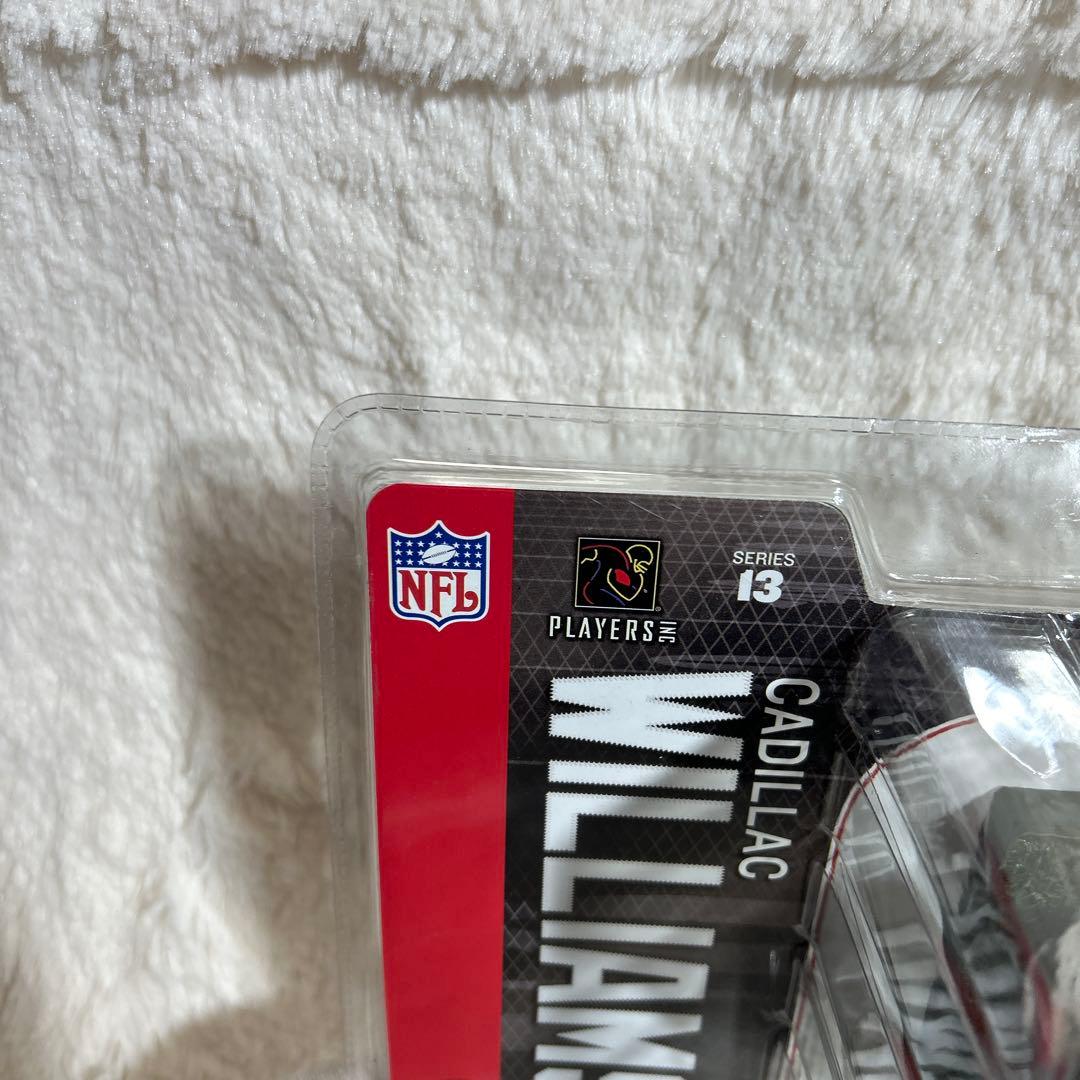 NFL
PLAYERS INC
SERIES
13
CADILLAC
WILLIAMS